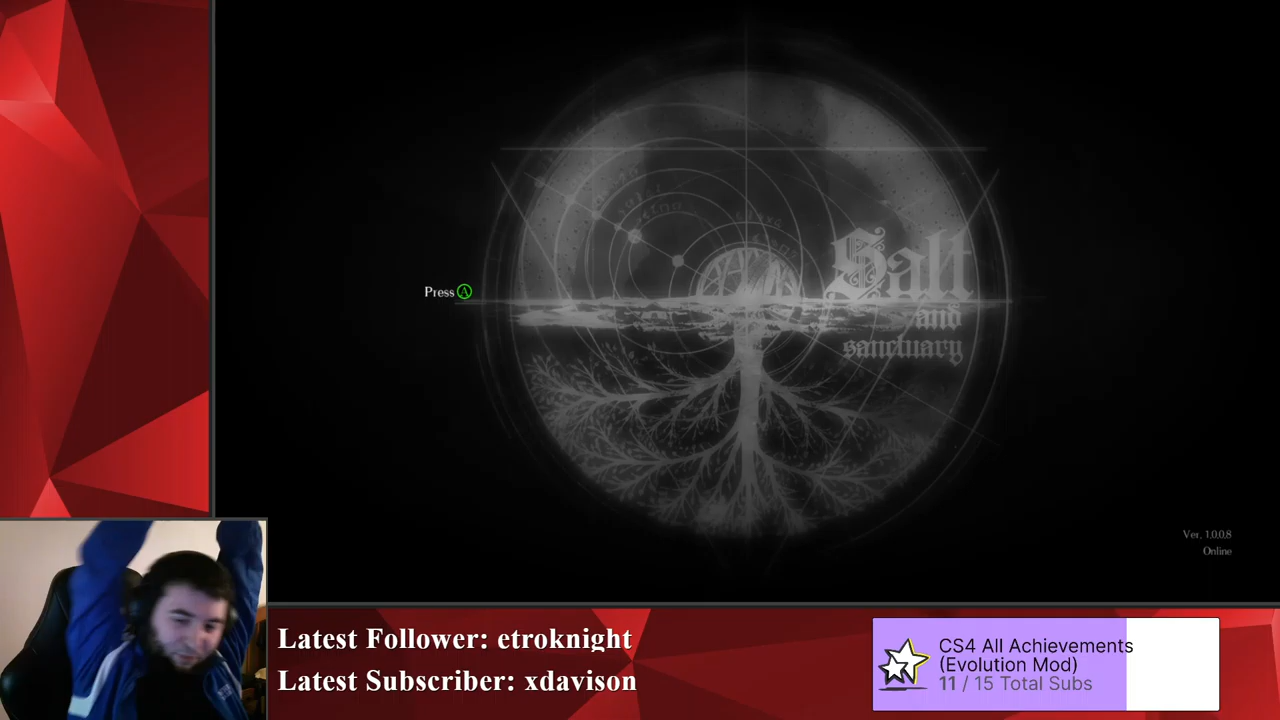 Press A
Salt
and
sanctuary
Ver. 1.0.0.8
Online
Latest Follower: etroknight
Latest Subscriber: xdavison
CS4 All Achievements
(Evolution Mod)
11 / 15 Total Subs